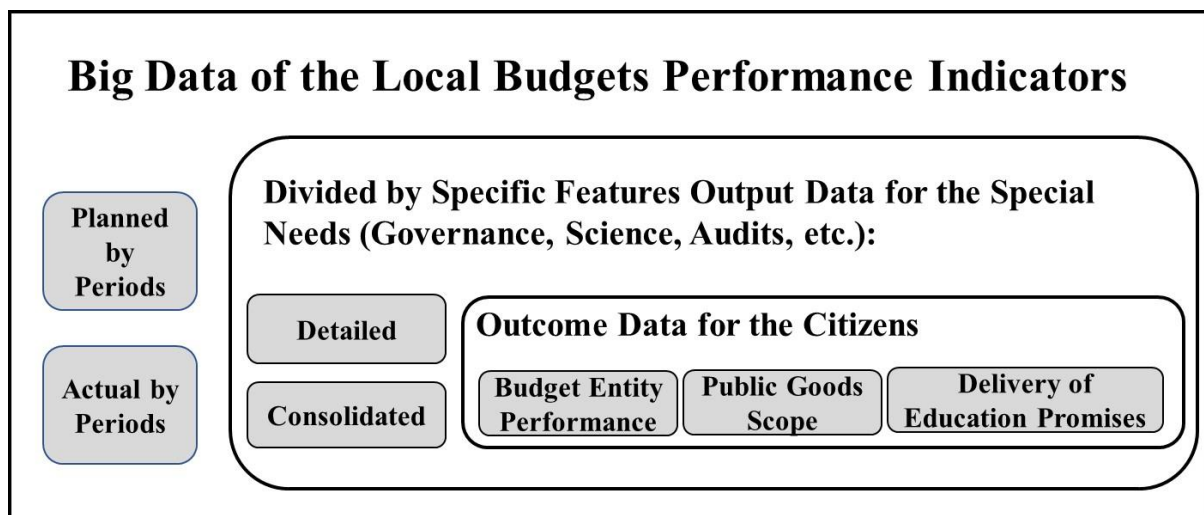 Big Data of the Local Budgets Performance Indicators
Divided by Specific Features Output Data for the Special
Needs (Governance, Science, Audits, etc.):
Planned
by
Periods
Actual by
Periods
Detailed
Consolidated
Outcome Data for the Citizens
Budget Entity
Performance
Public Goods
Scope
Delivery of
Education Promises